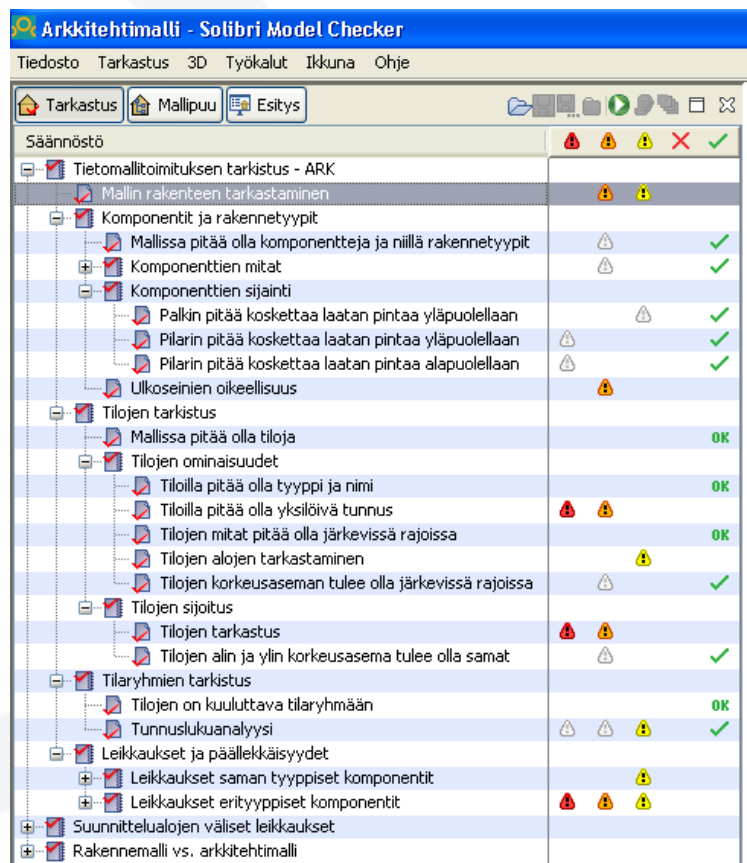 Arkkitehtimalli - Solibri Model Checker
Tiedosto Tarkastus 3D Työkalut Ikkuna Ohje
Tarkastus Mallipuu Esitys
Säännöstö
Tietomallitoimituksen tarkistus - ARK
Mallin rakenteen tarkastaminen
Komponentit ja rakennetyypit
Mallissa pitää olla komponentteja ja niillä rakennetyypit
Komponenttien mitat
Komponenttien sijainti
Palkin pitää koskettaa laatan pintaa yläpuolellaan
Pilarin pitää koskettaa laatan pintaa yläpuolellaan
Pilarin pitää koskettaa laatan pintaa alapuolellaan
Ulkoseinien oikeellisuus
Tilojen tarkistus
Mallissa pitää olla tiloja OK
Tilojen ominaisuudet
Tiloilla pitää olla tyyppi ja nimi OK
Tiloilla pitää olla yksilöivä tunnus
Tilojen mitat pitää olla järkevissä rajoissa OK
Tilojen alojen tarkastaminen
Tilojen korkeusaseman tulee olla järkevissä rajoissa
Tilojen sijoitus
Tilojen tarkastus
Tilojen alin ja ylin korkeusasema tulee olla samat
Tilaryhmien tarkistus
Tilojen on kuuluttava tilaryhmään OK
Tunnuslukuanalyysi
Leikkaukset ja päällekkäisyydet
Leikkaukset saman tyyppiset komponentit
Leikkaukset erityyppiset komponentit
Suunnittelualojen väliset leikkaukset
Rakennemalli vs. arkkitehtimalli